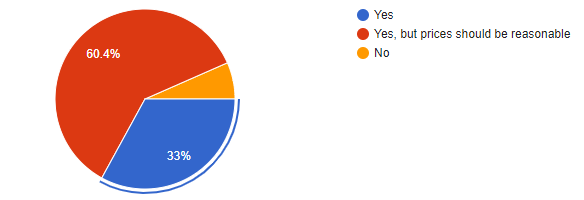 Yes
60.4%
Yes, but prices should be reasonable
No
33%